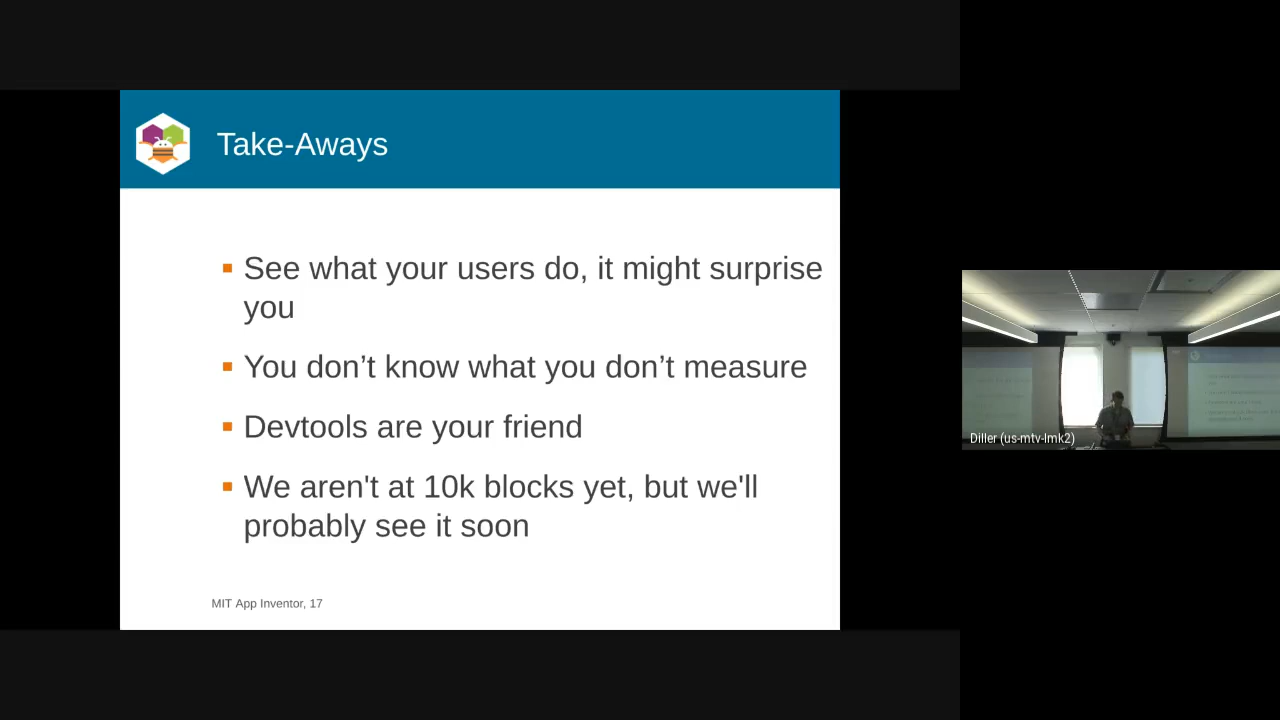 Take-Aways
See what your users do, it might surprise
you
You don’t know what you don’t measure
Devtools are your friend
We aren't at 10k blocks yet, but we'll
probably see it soon
MIT App Inventor, 17
Diller (us-mtv-lmk2)